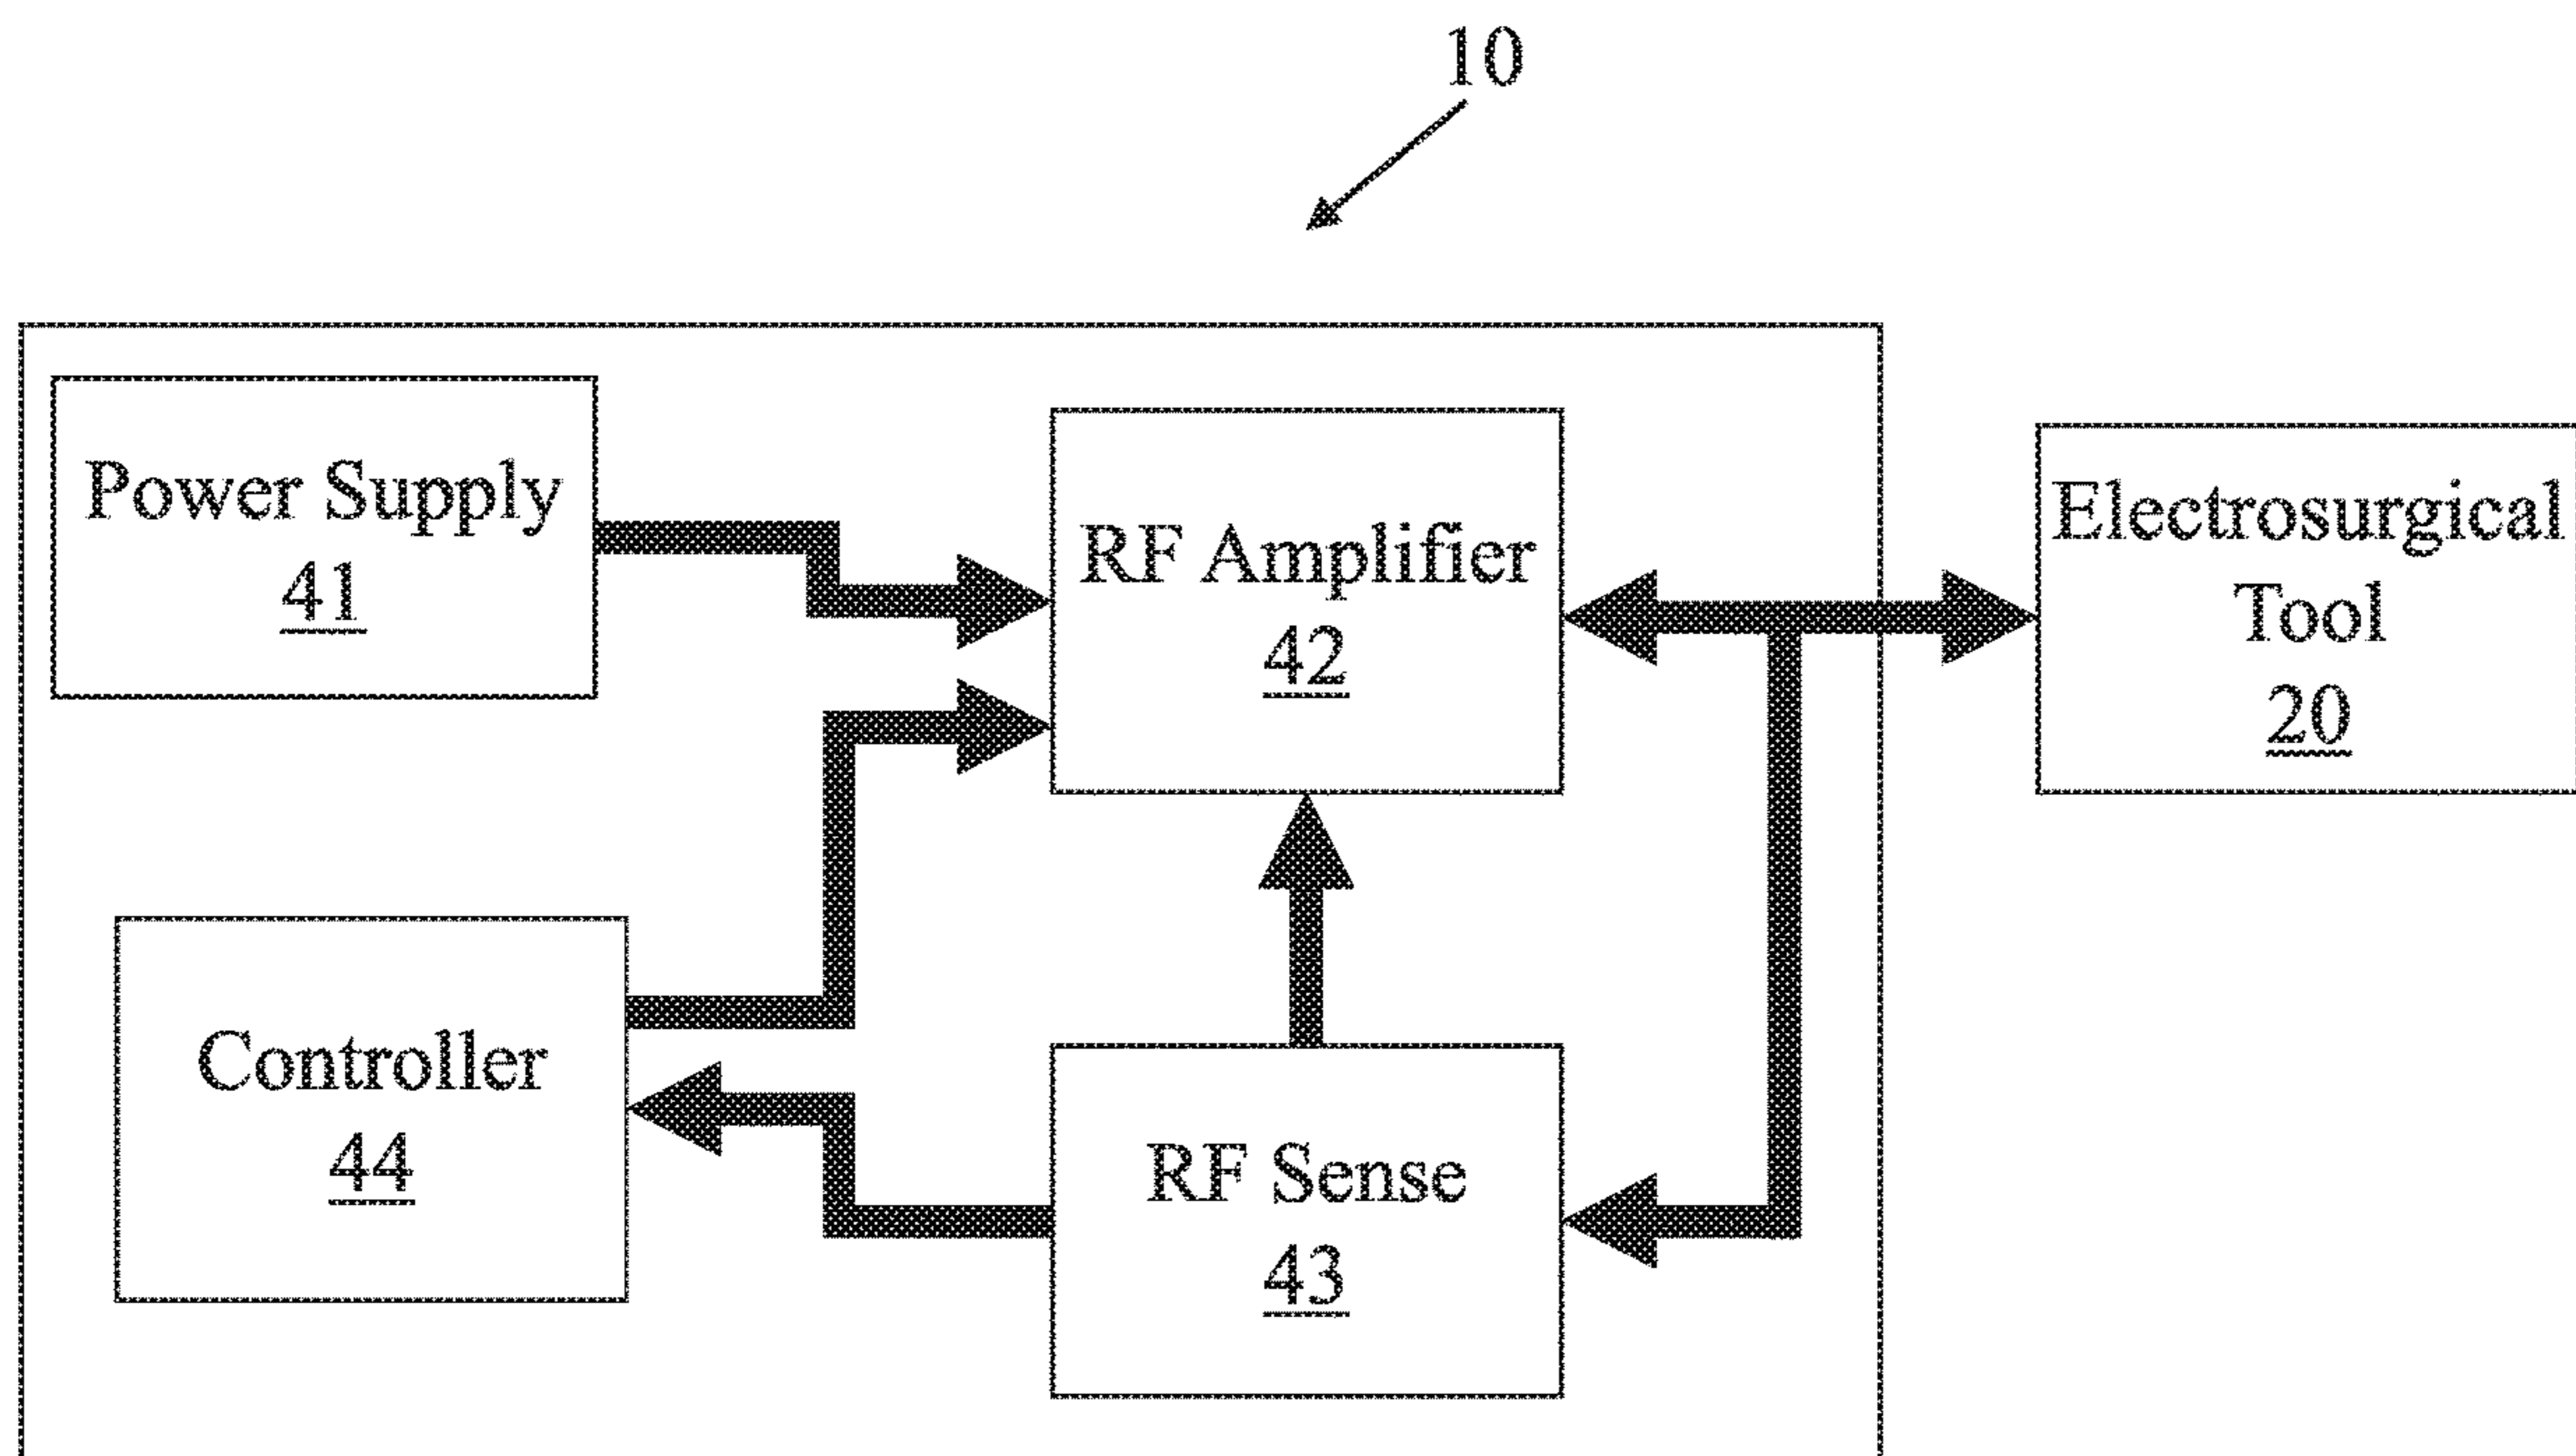 10
Power Supply
41
RF Amplifier
42
Electrosurgical
Tool
20
Controller
44
RF Sense
43